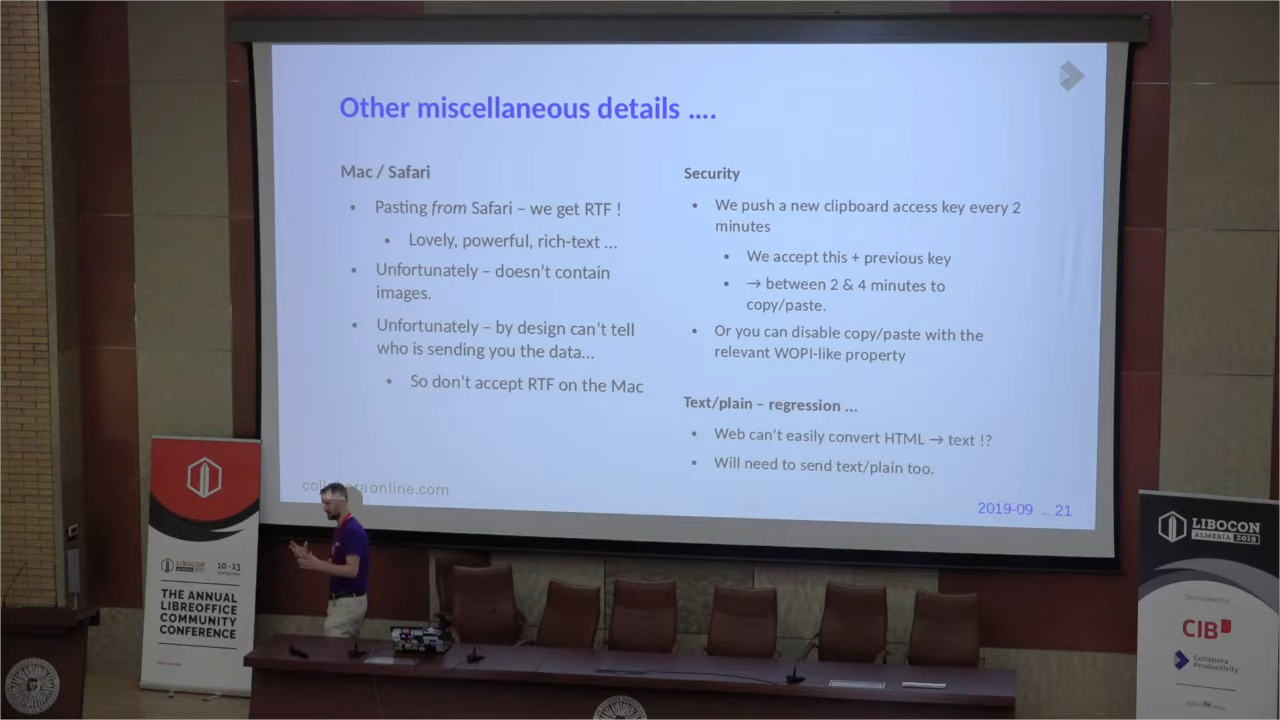 Other miscellaneous details ....
Mac / Safari
• Pasting from Safari – we get RTF !
• Lovely, powerful, rich-text ...
• Unfortunately – doesn't contain
images.
• Unfortunately – by design can't tell
who is sending you the data...
• So don't accept RTF on the Mac
Security
• We push a new clipboard access key every 2
minutes
• We accept this + previous key
• → between 2 & 4 minutes to
copy/paste.
• Or you can disable copy/paste with the
relevant WOPI-like property
Text/plain – regression ...
• Web can't easily convert HTML → text !?
• Will need to send text/plain too.
collaboraonline.com
2019-09 .. 21
LIBOCON
10-13
THE ANNUAL
LIBREOFFICE
COMMUNITY
CONFERENCE
LIBOCON
ALMERÍA 2019
Sponsored by
CIB
Collabora
Productivity